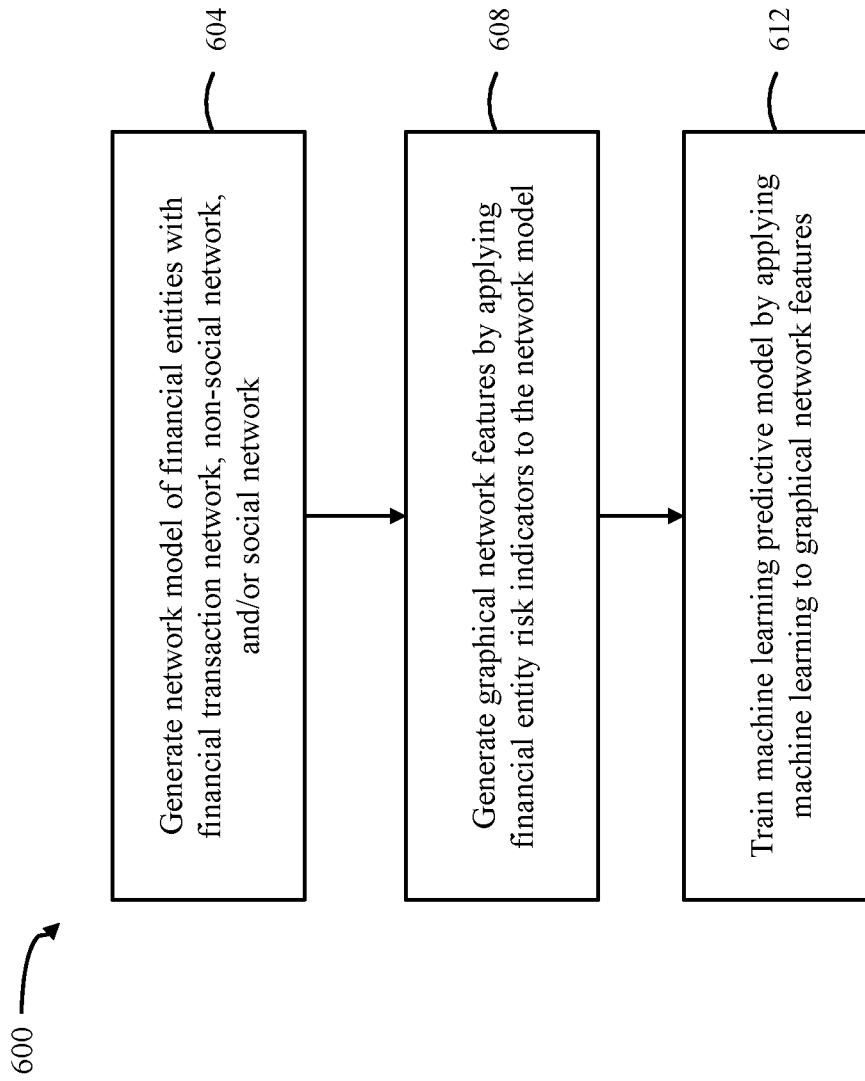 600
Generate network model of financial entities with
financial transaction network, non-social network,
and/or social network
604
Generate graphical network features by applying
financial entity risk indicators to the network model
608
Train machine learning predictive model by applying
machine learning to graphical network features
612